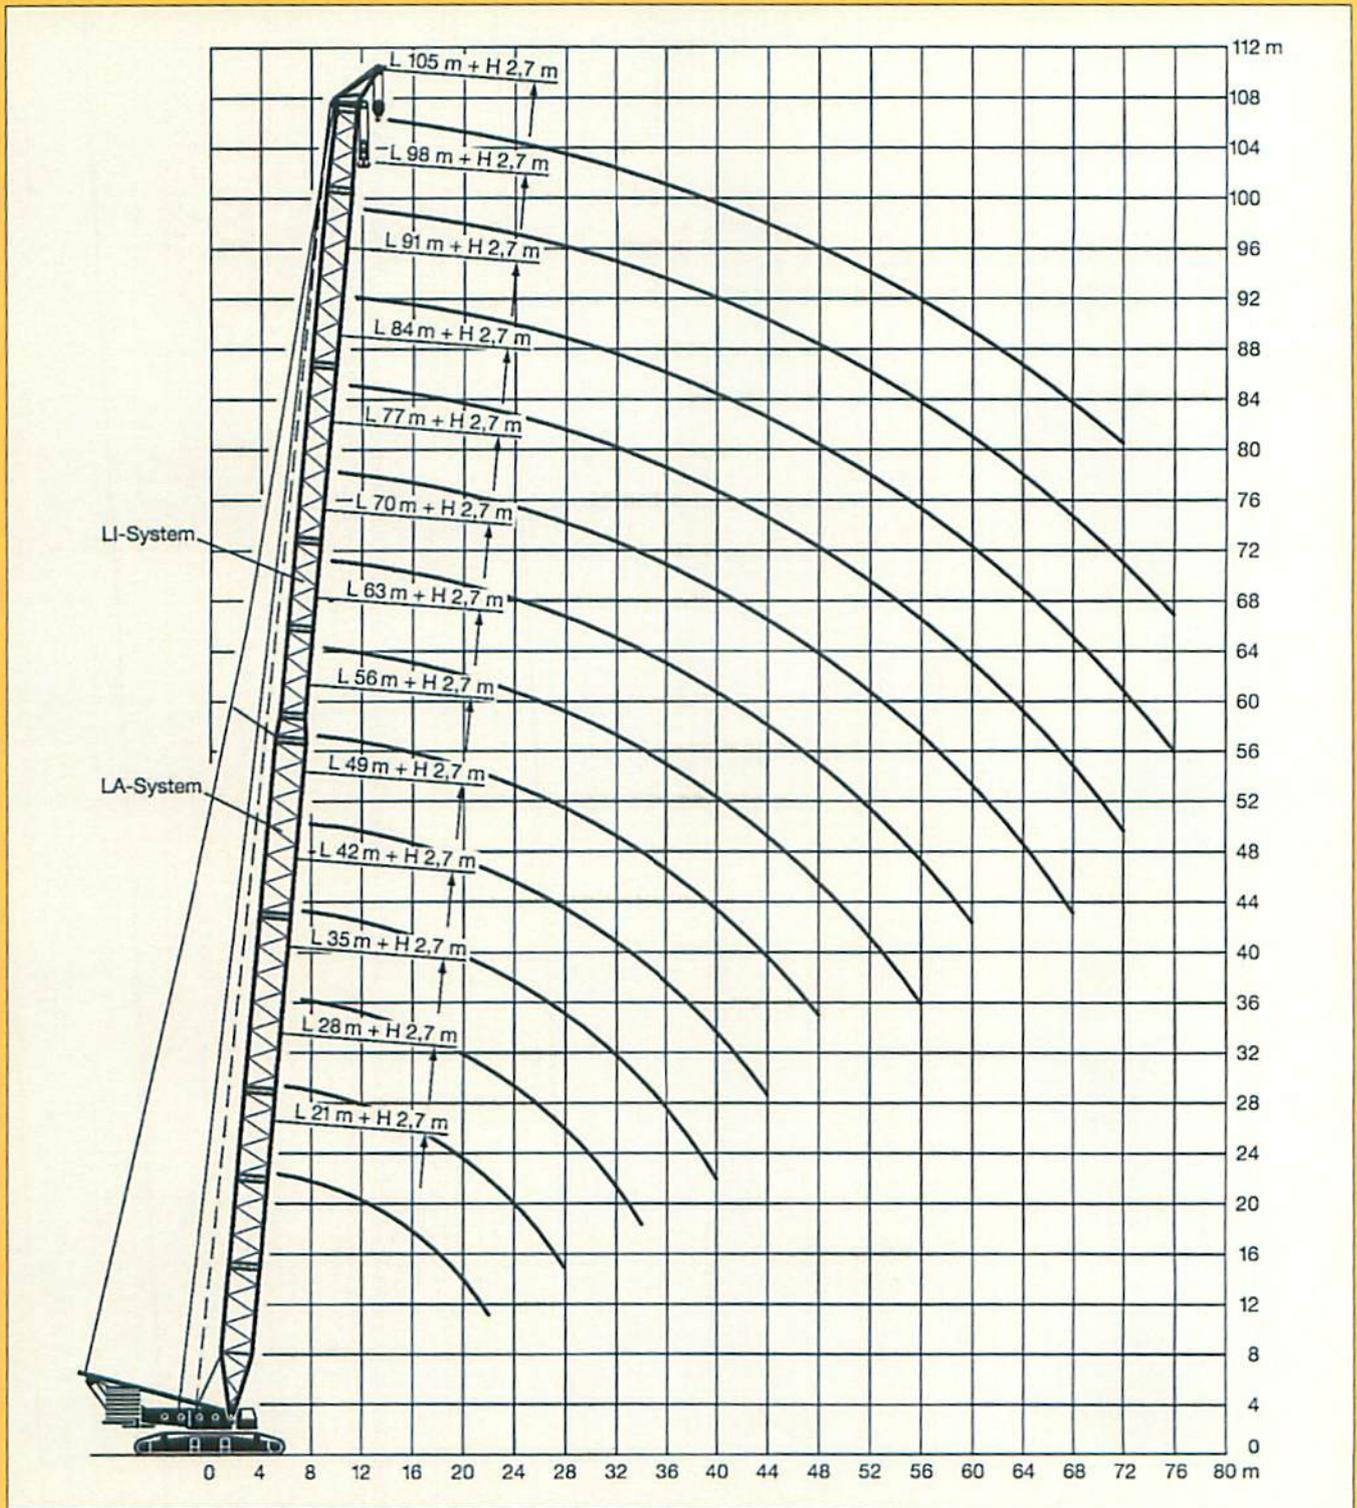 112 m
L 105 m + H 2,7 m
108
104
L 98 m + H 2,7 m
100
96
L 91 m + H 2,7 m
92
88
L 84 m + H 2,7 m
84
80
L 77 m + H 2,7 m
76
L 70 m + H 2,7 m
LI-System
72
68
L 63 m + H 2,7 m
64
60
L 56 m + H 2,7 m
56
52
L 49 m + H 2,7 m
LA-System
48
L 42 m + H 2,7 m
44
40
L 35 m + H 2,7 m
36
32
L 28 m + H 2,7 m
28
24
L 21 m + H 2,7 m
20
16
12
8
4
0
0 4 8 12 16 20 24 28 32 36 40 44 48 52 56 60 64 68 72 76 80 m